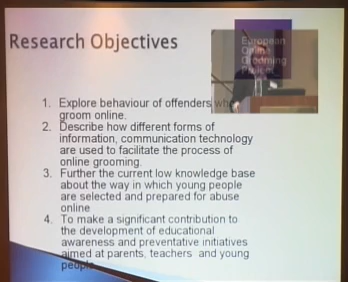 Research Objectives
European
Online
Grooming
Project
1. Explore behaviour of offenders who
groom online.
2. Describe how different forms of
information, communication technology
are used to facilitate the process of
online grooming.
3. Further the current low knowledge base
about the way in which young people
are selected and prepared for abuse
online
4. To make a significant contribution to
the development of educational
awareness and preventative initiatives
aimed at parents, teachers and young
people